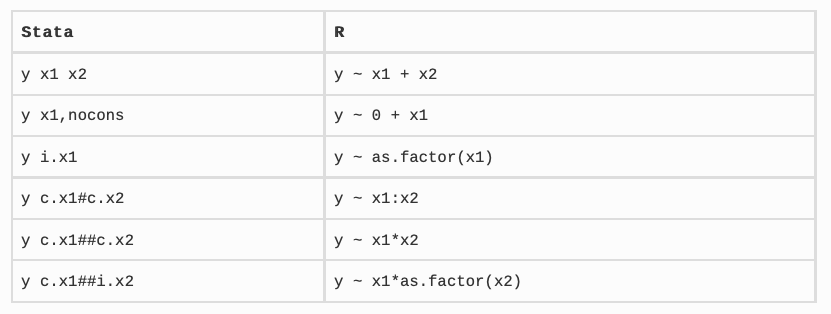 Stata R
y x1 x2 y ~ x1 + x2
y x1,nocons y ~ 0 + x1
y i.x1 y ~ as.factor(x1)
y c.x1#c.x2 y ~ x1:x2
y c.x1##c.x2 y ~ x1*x2
y c.x1##i.x2 y ~ x1*as.factor(x2)